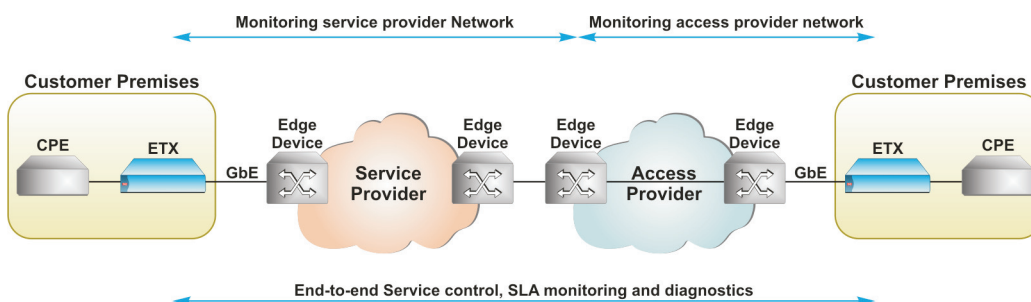 Monitoring service provider Network
Monitoring access provider network
Customer Premises
Customer Premises
CPE
ETX
GbE
Edge
Device
Service
Provider
Edge
Device
Edge
Device
Access
Provider
Edge
Device
GbE
ETX
CPE
End-to-end Service control, SLA monitoring and diagnostics